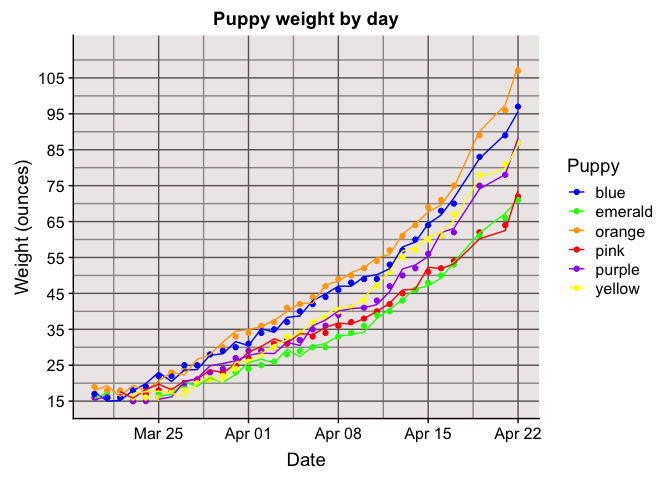 Puppy weight by day
105
95
85
75
65
55
45
35
25
15
Weight (ounces)
Mar 25
Apr 01
Apr 08
Apr 15
Apr 22
Date
Puppy
blue
emerald
orange
pink
purple
yellow